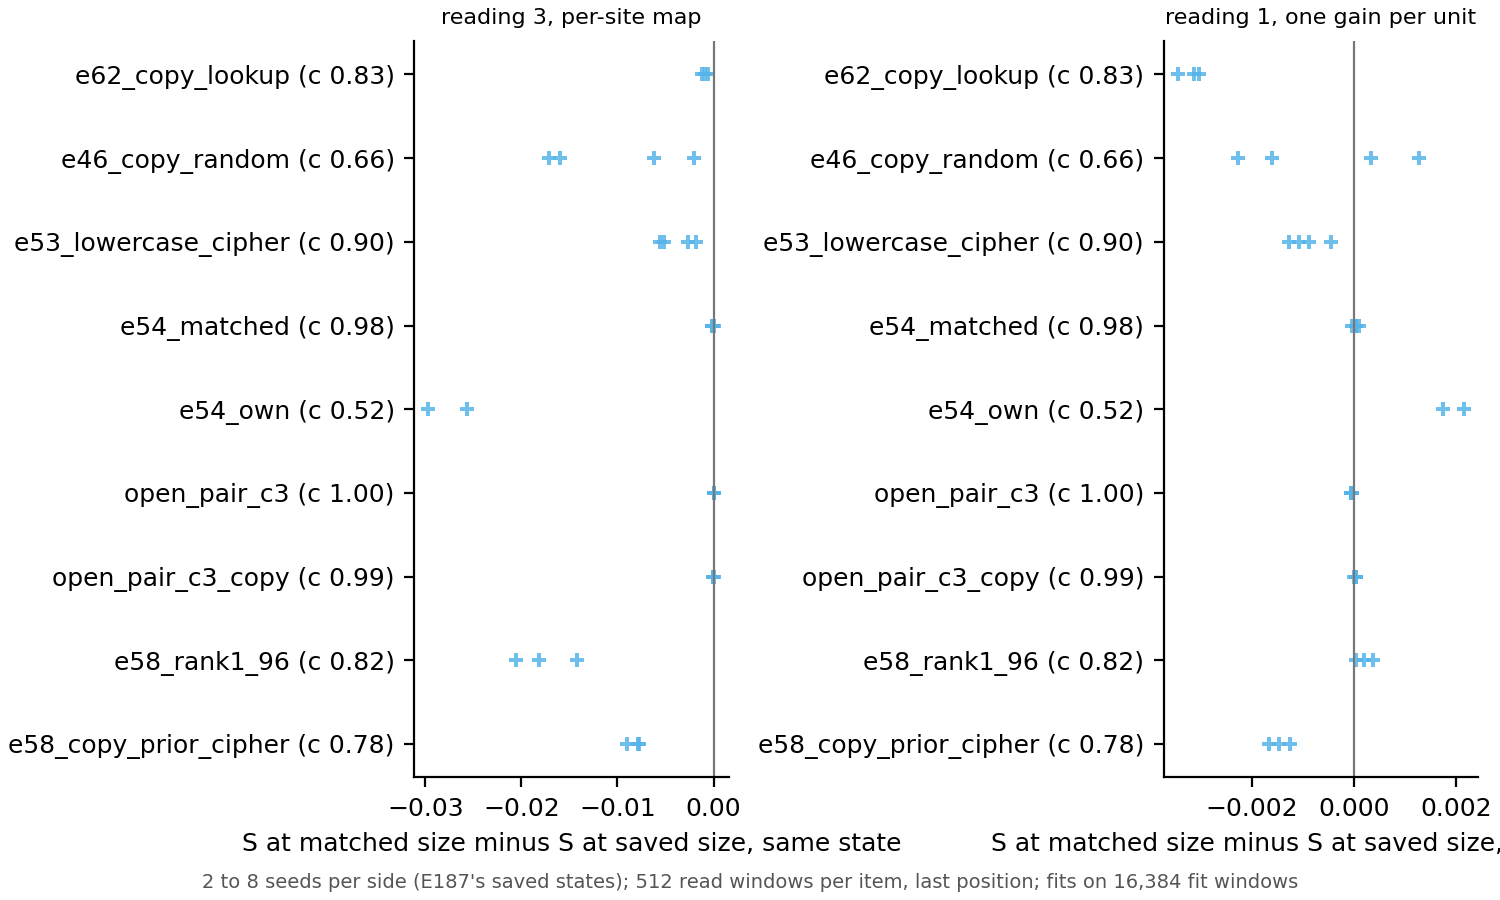 reading 3, per-site map
e62_copy_lookup (c 0.83)
e46_copy_random (c 0.66)
e53_lowercase_cipher (c 0.90)
e54_matched (c 0.98)
e54_own (c 0.52)
open_pair_c3 (c 1.00)
open_pair_c3_copy (c 0.99)
e58_rank1_96 (c 0.82)
e58_copy_prior_cipher (c 0.78)
−0.03 −0.02 −0.01 0.00
S at matched size minus S at saved size, same state
reading 1, one gain per unit
e62_copy_lookup (c 0.83)
e46_copy_random (c 0.66)
e53_lowercase_cipher (c 0.90)
e54_matched (c 0.98)
e54_own (c 0.52)
open_pair_c3 (c 1.00)
open_pair_c3_copy (c 0.99)
e58_rank1_96 (c 0.82)
e58_copy_prior_cipher (c 0.78)
−0.002 0.000 0.002
S at matched size minus S at saved size,
2 to 8 seeds per side (E187's saved states); 512 read windows per item, last position; fits on 16,384 fit windows